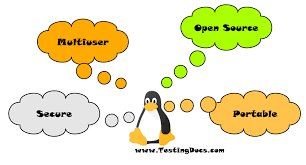 Multiuser
Open Source
Secure
Portable
www.TestingDocs.com